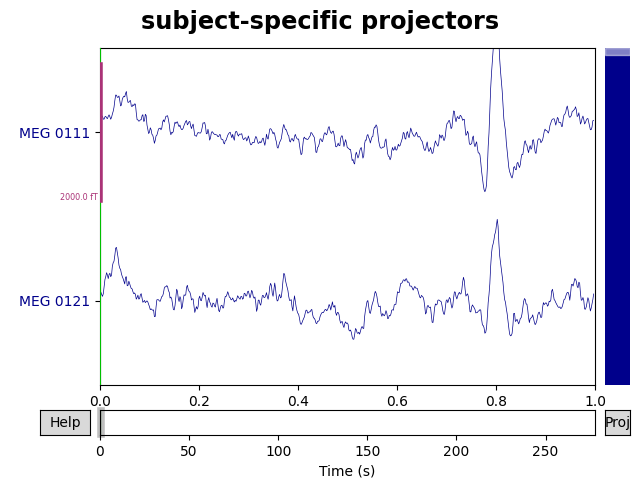 subject-specific projectors
MEG 0111
2000.0 fT
MEG 0121
0.0 0.2 0.4 0.6 0.8 1.0
Help
Proj
0 50 100 150 200 250
Time (s)